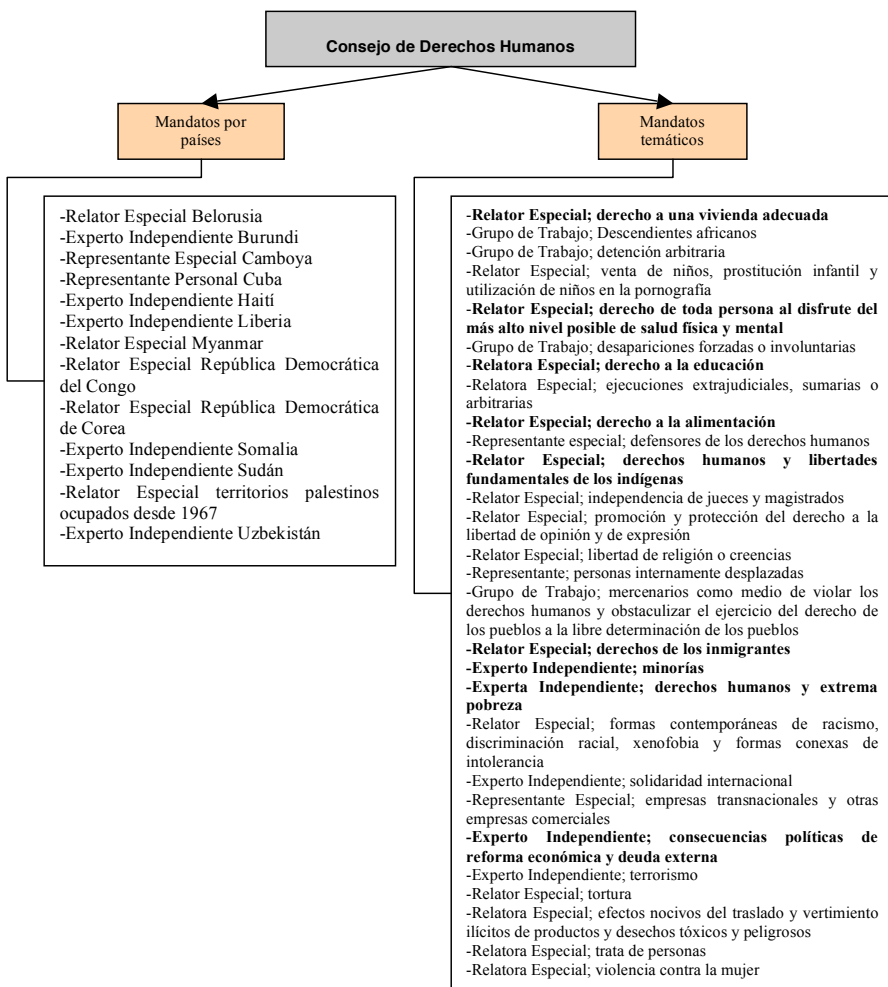 Consejo de Derechos Humanos
Mandatos por
países
-Relator Especial Belorusia
-Experto Independiente Burundi
-Representante Especial Camboya
-Representante Personal Cuba
-Experto Independiente Haití
-Experto Independiente Liberia
-Relator Especial Myanmar
-Relator Especial República Democrática
del Congo
-Relator Especial República Democrática
de Corea
-Experto Independiente Somalia
-Experto Independiente Sudán
-Relator Especial territorios palestinos
ocupados desde 1967
-Experto Independiente Uzbekistán
Mandatos
temáticos
-Relator Especial; derecho a una vivienda adecuada
-Grupo de Trabajo; Descendientes africanos
-Grupo de Trabajo; detención arbitraria
-Relator Especial; venta de niños, prostitución infantil y
utilización de niños en la pornografía
-Relator Especial; derecho de toda persona al disfrute del
más alto nivel posible de salud física y mental
-Grupo de Trabajo; desapariciones forzadas o involuntarias
-Relatora Especial; derecho a la educación
-Relatora Especial; ejecuciones extrajudiciales, sumarias o
arbitrarias
-Relator Especial; derecho a la alimentación
-Representante especial; defensores de los derechos humanos
-Relator Especial; derechos humanos y libertades
fundamentales de los indígenas
-Relator Especial; independencia de jueces y magistrados
-Relator Especial; promoción y protección del derecho a la
libertad de opinión y de expresión
-Relator Especial; libertad de religión o creencias
-Representante; personas internamente desplazadas
-Grupo de Trabajo; mercenarios como medio de violar los
derechos humanos y obstaculizar el ejercicio del derecho de
los pueblos a la libre determinación de los pueblos
-Relator Especial; derechos de los inmigrantes
-Experto Independiente; minorías
-Experta Independiente; derechos humanos y extrema
pobreza
-Relator Especial; formas contemporáneas de racismo,
discriminación racial, xenofobia y formas conexas de
intolerancia
-Experto Independiente; solidaridad internacional
-Representante Especial; empresas transnacionales y otras
empresas comerciales
-Experto Independiente; consecuencias políticas de
reforma económica y deuda externa
-Experto Independiente; terrorismo
-Relator Especial; tortura
-Relatora Especial; efectos nocivos del traslado y vertimiento
ilícitos de productos y desechos tóxicos y peligrosos
-Relatora Especial; trata de personas
-Relatora Especial; violencia contra la mujer